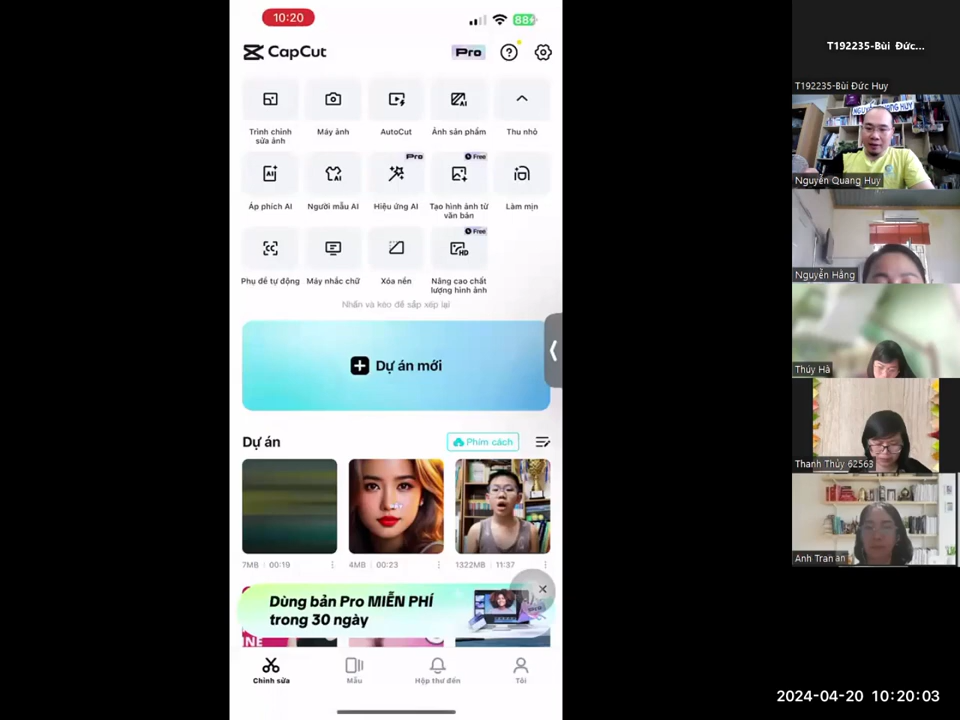 10:20
88
CapCut
Pro
Trình chỉnh sửa ảnh
Máy ảnh
AutoCut
Ảnh sản phẩm
Thu nhỏ
Pro
Free
Áp phích AI
Người mẫu AI
Hiệu ứng AI
Tạo hình ảnh từ văn bản
Làm mịn
Free
Phụ đề tự động
Máy nhắc chữ
Xóa nền
Nâng cao chất lượng hình ảnh
Nhấn và kéo để sắp xếp lại
Dự án mới
Dự án
Phím cách
7MB | 00:19
4MB | 00:23
1322MB | 11:37
Dùng bản Pro MIỄN PHÍ
trong 30 ngày
Chỉnh sửa
Mẫu
Hộp thư đến
Tôi
T192235-Bùi Đức...
T192235-Bùi Đức Huy
Nguyễn Quang Huy
Nguyễn Hằng
Thúy Hà
Thanh Thủy 62563
Anh Tran an
2024-04-20 10:20:03